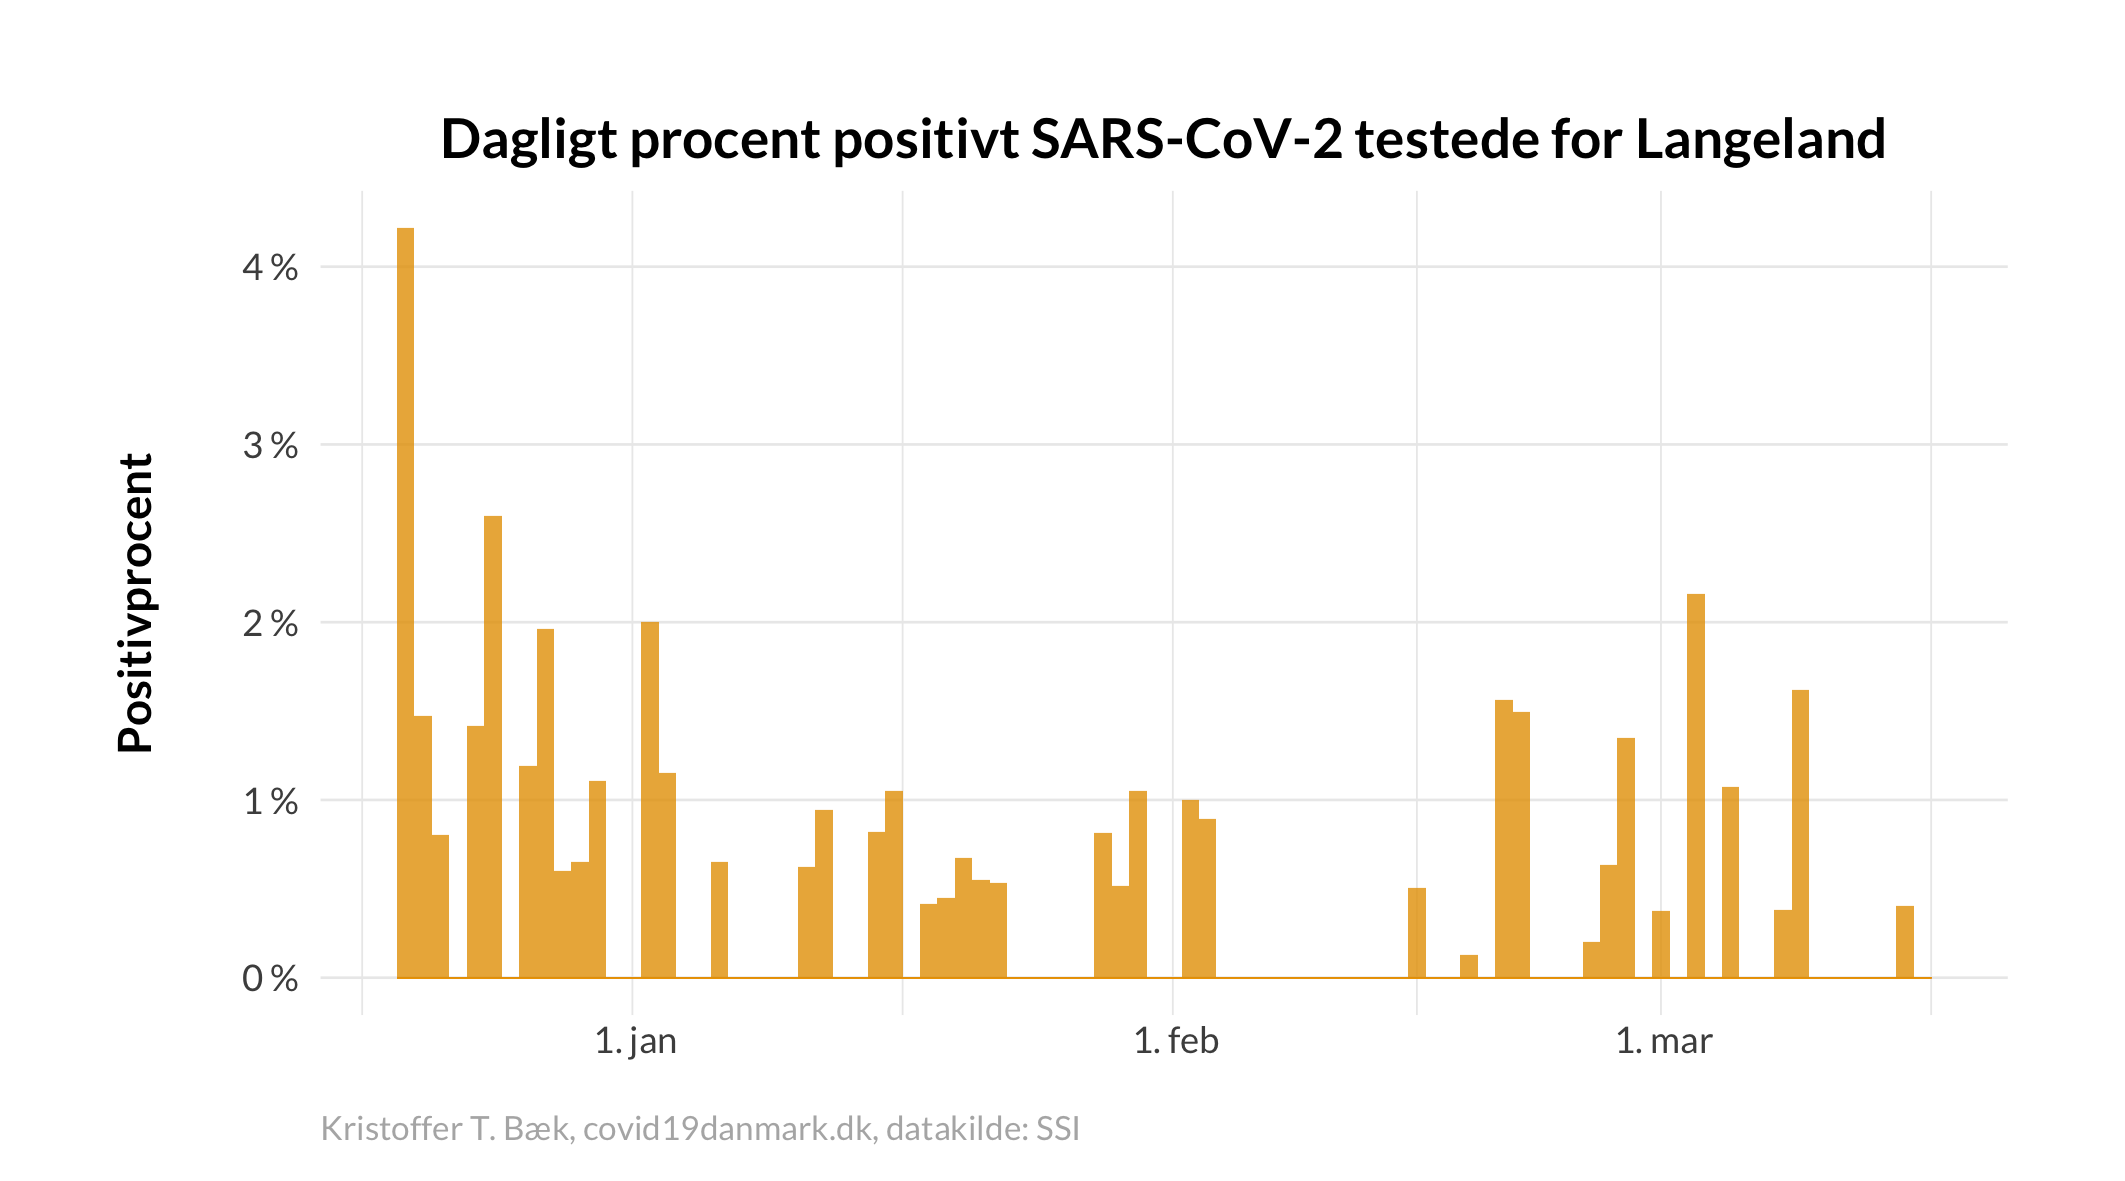 Dagligt procent positivt SARS-CoV-2 testede for Langeland
Positivprocent
4 %
3 %
2 %
1 %
0 %
1. jan
1. feb
1. mar
Kristoffer T. Bæk, covid19danmark.dk, datakilde: SSI